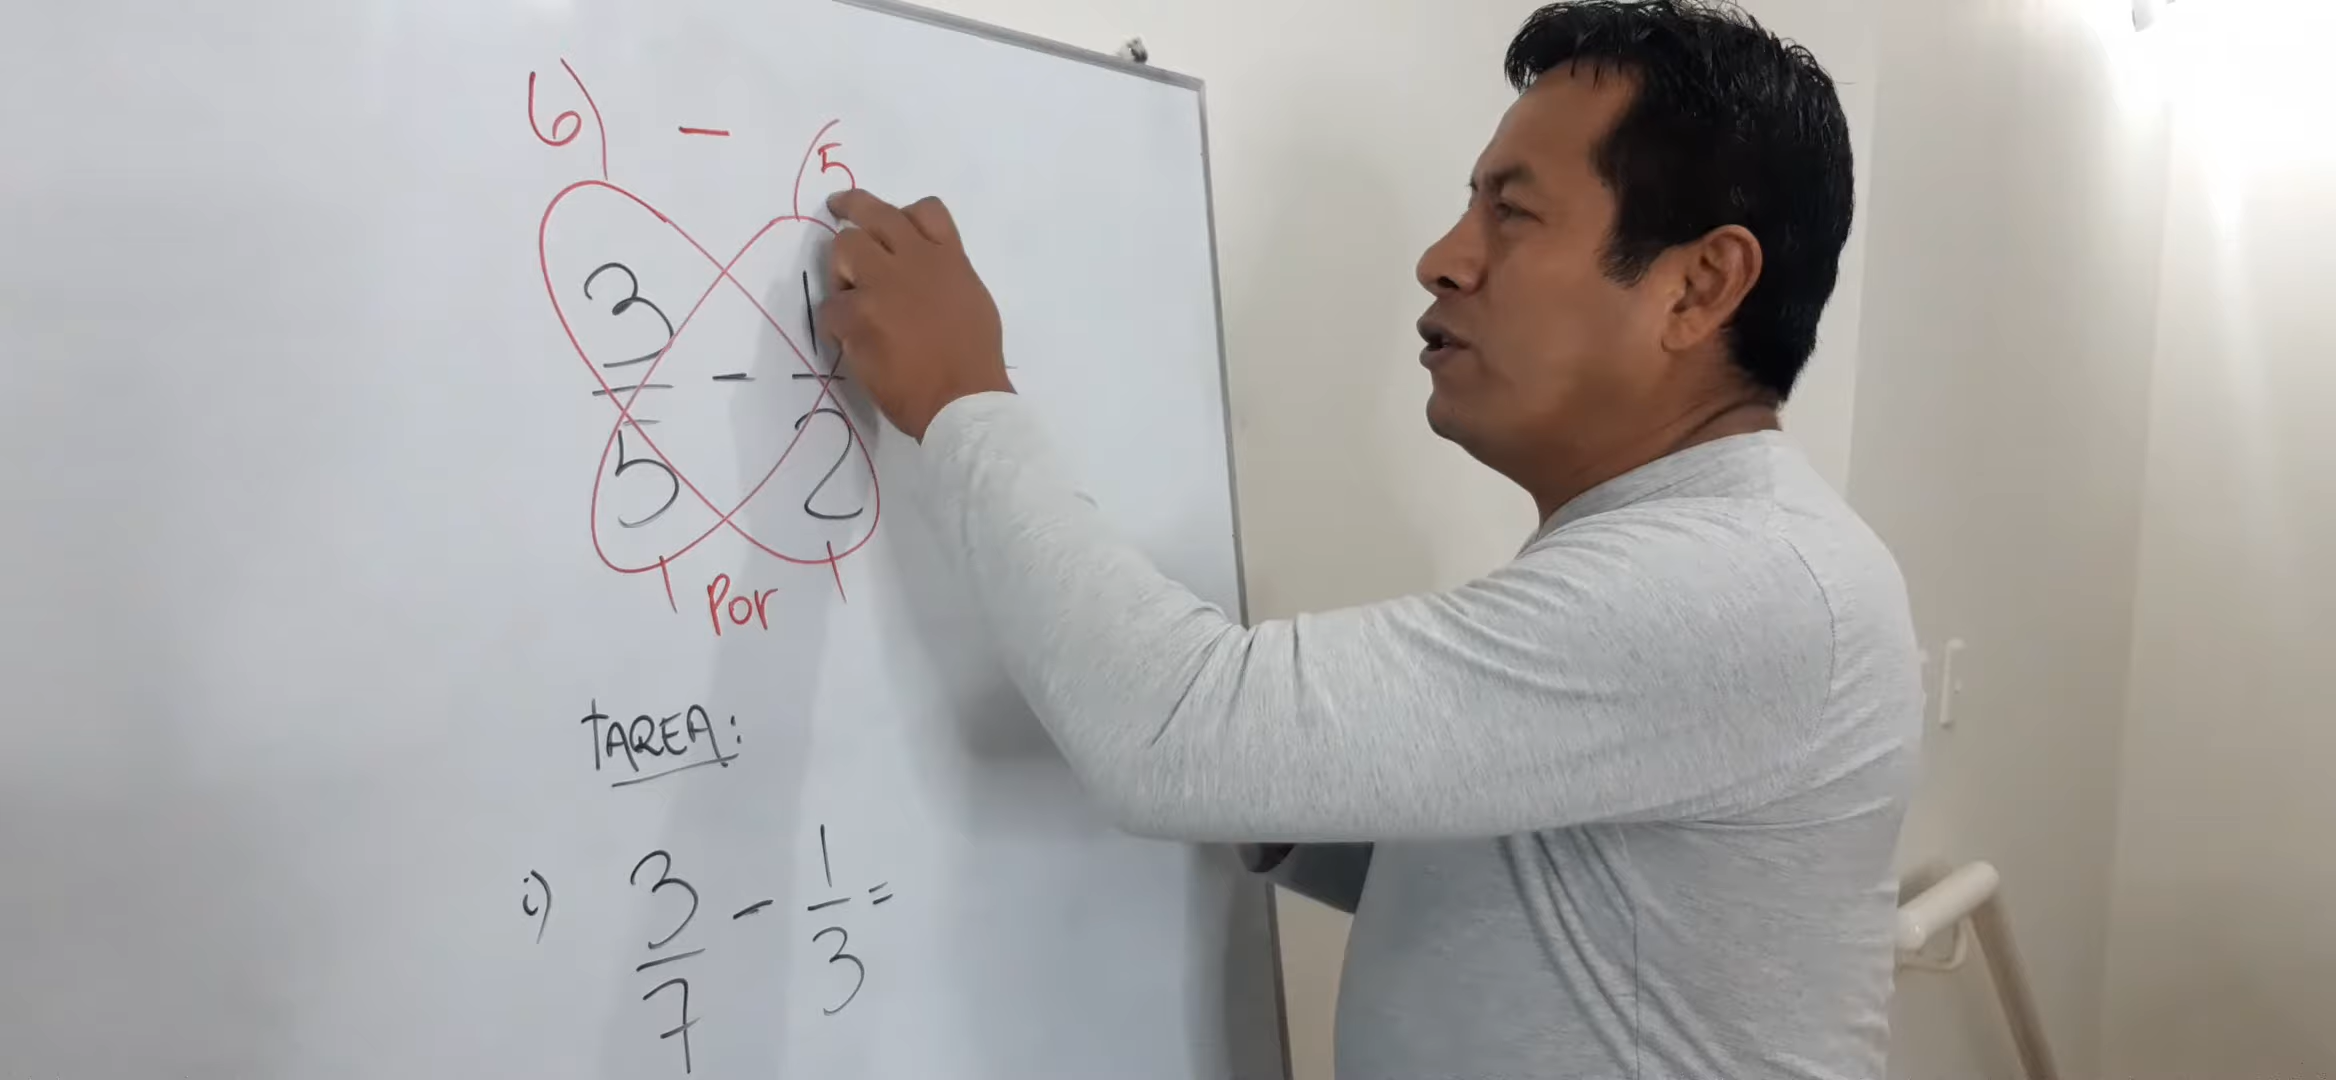 6 - 5
3/5 - 1/2
Por
TAREA:
i) 3/7 - 1/3 =